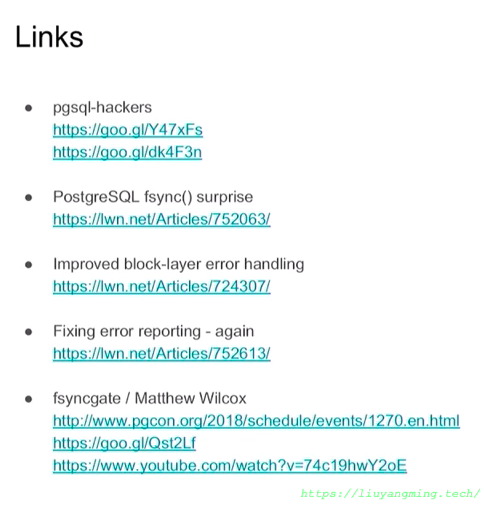 Links
● pgsql-hackers
https://goo.gl/Y47xFs
https://goo.gl/dk4F3n
● PostgreSQL fsync() surprise
https://lwn.net/Articles/752063/
● Improved block-layer error handling
https://lwn.net/Articles/724307/
● Fixing error reporting - again
https://lwn.net/Articles/752613/
● fsyncgate / Matthew Wilcox
http://www.pgcon.org/2018/schedule/events/1270.en.html
https://goo.gl/Qst2Lf
https://www.youtube.com/watch?v=74c19hwY2oE
https://liuyangming.tech/